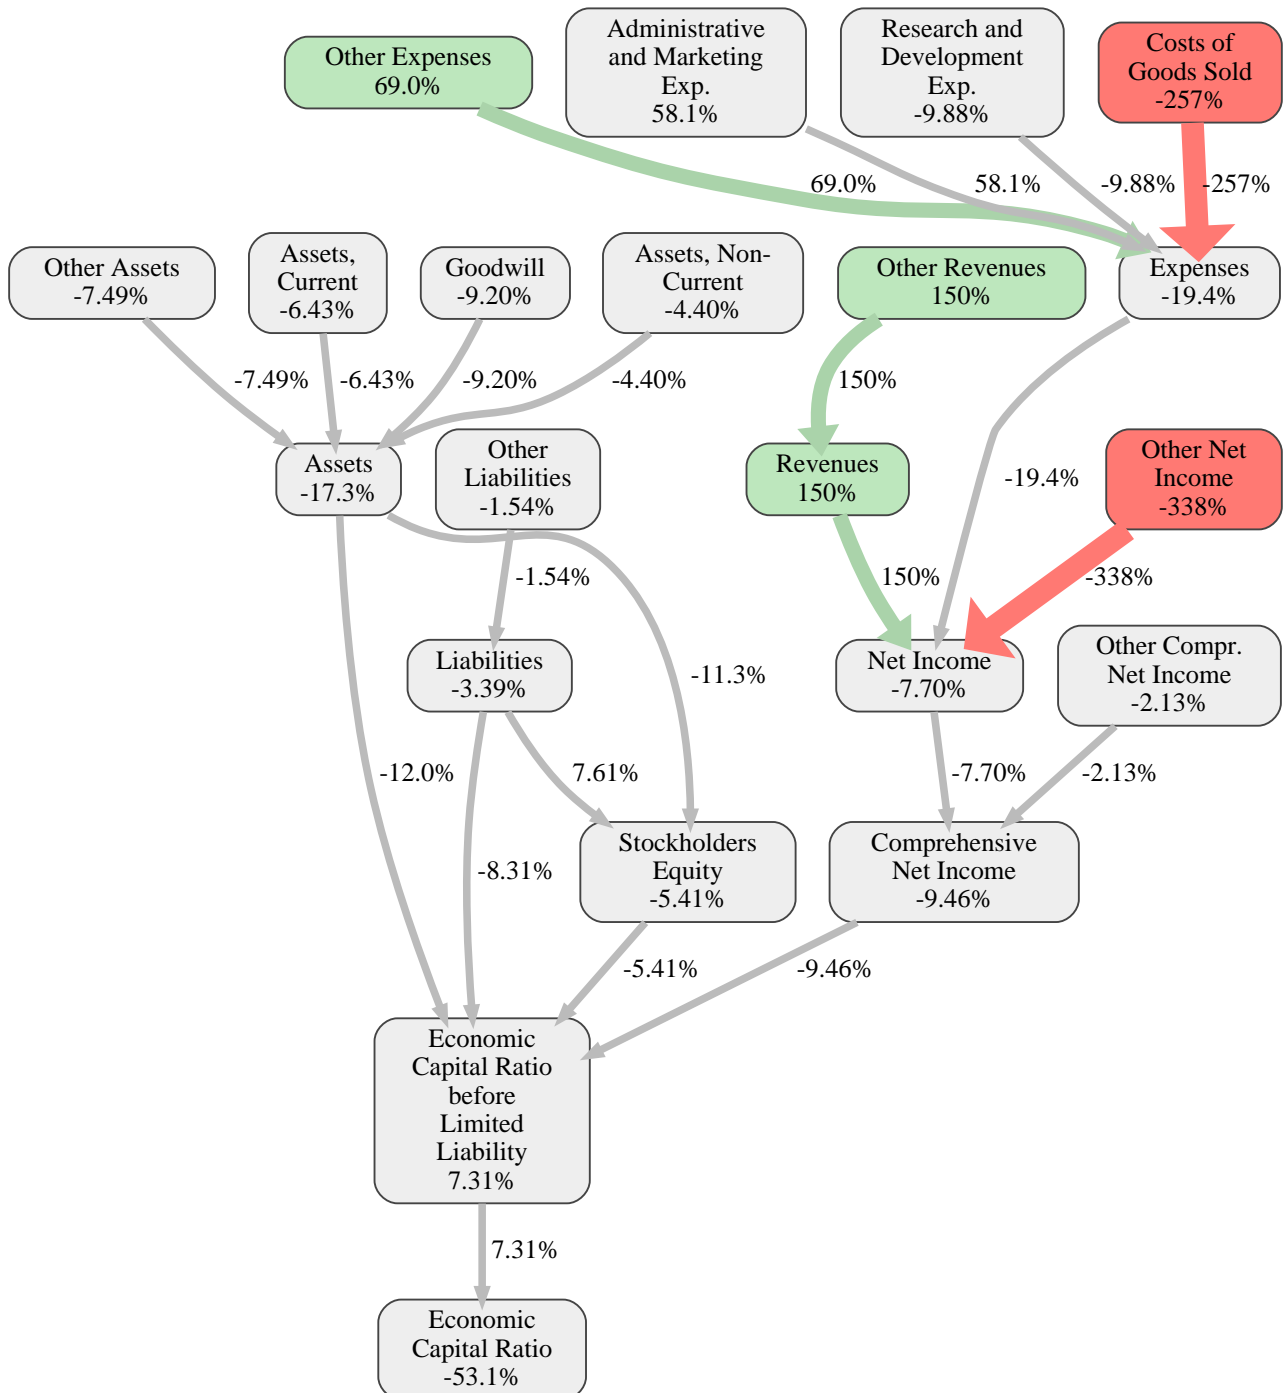 Other Expenses
69.0%
Administrative
and Marketing
Exp.
58.1%
Research and
Development
Exp.
-9.88%
Costs of
Goods Sold
-257%
69.0%
58.1%
-9.88%
-257%
Other Assets
-7.49%
Assets,
Current
-6.43%
Goodwill
-9.20%
Assets, Non-
Current
-4.40%
Other Revenues
150%
Expenses
-19.4%
-7.49%
-6.43%
-9.20%
-4.40%
150%
Assets
-17.3%
Other
Liabilities
-1.54%
Revenues
150%
-19.4%
Other Net
Income
-338%
-1.54%
150%
-338%
Liabilities
-3.39%
-11.3%
Net Income
-7.70%
Other Compr.
Net Income
-2.13%
-12.0%
7.61%
-7.70%
-2.13%
-8.31%
Stockholders
Equity
-5.41%
Comprehensive
Net Income
-9.46%
-5.41%
-9.46%
Economic
Capital Ratio
before
Limited
Liability
7.31%
7.31%
Economic
Capital Ratio
-53.1%